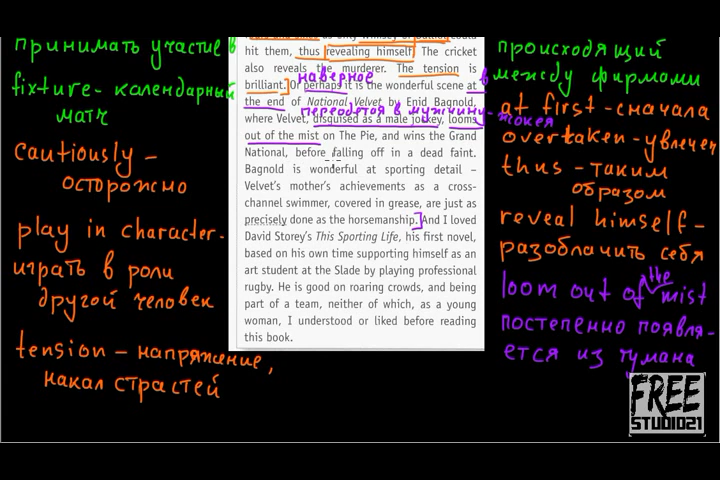 принимать участие в
fixture - календарный
матч
cautiously -
осторожно
play in character -
играть в роли
другой человек
tension - напряжение,
накал страстей
hit them, thus revealing himself. The cricket
also reveals the murderer. The tension is
наверное
brilliant.] Or perhaps it is the wonderful scene at
the end of National Velvet by Enid Bagnold,
переодетая в мужчину-жокея
where Velvet, disguised as a male jockey, looms
out of the mist on The Pie, and wins the Grand
National, before falling off in a dead faint.
Bagnold is wonderful at sporting detail –
Velvet's mother's achievements as a cross-
channel swimmer, covered in grease, are just as
precisely done as the horsemanship.] And I loved
David Storey's This Sporting Life, his first novel,
based on his own time supporting himself as an
art student at the Slade by playing professional
rugby. He is good on roaring crowds, and being
part of a team, neither of which, as a young
woman, I understood or liked before reading
this book.
происходящий
в между фирмами
at first - сначала
overtaken - увлечен
thus - таким
образом
reveal himself -
разоблачить себя
loom out of the mist
постепенно появля-
ется из тумана
FREE
STUDIO21